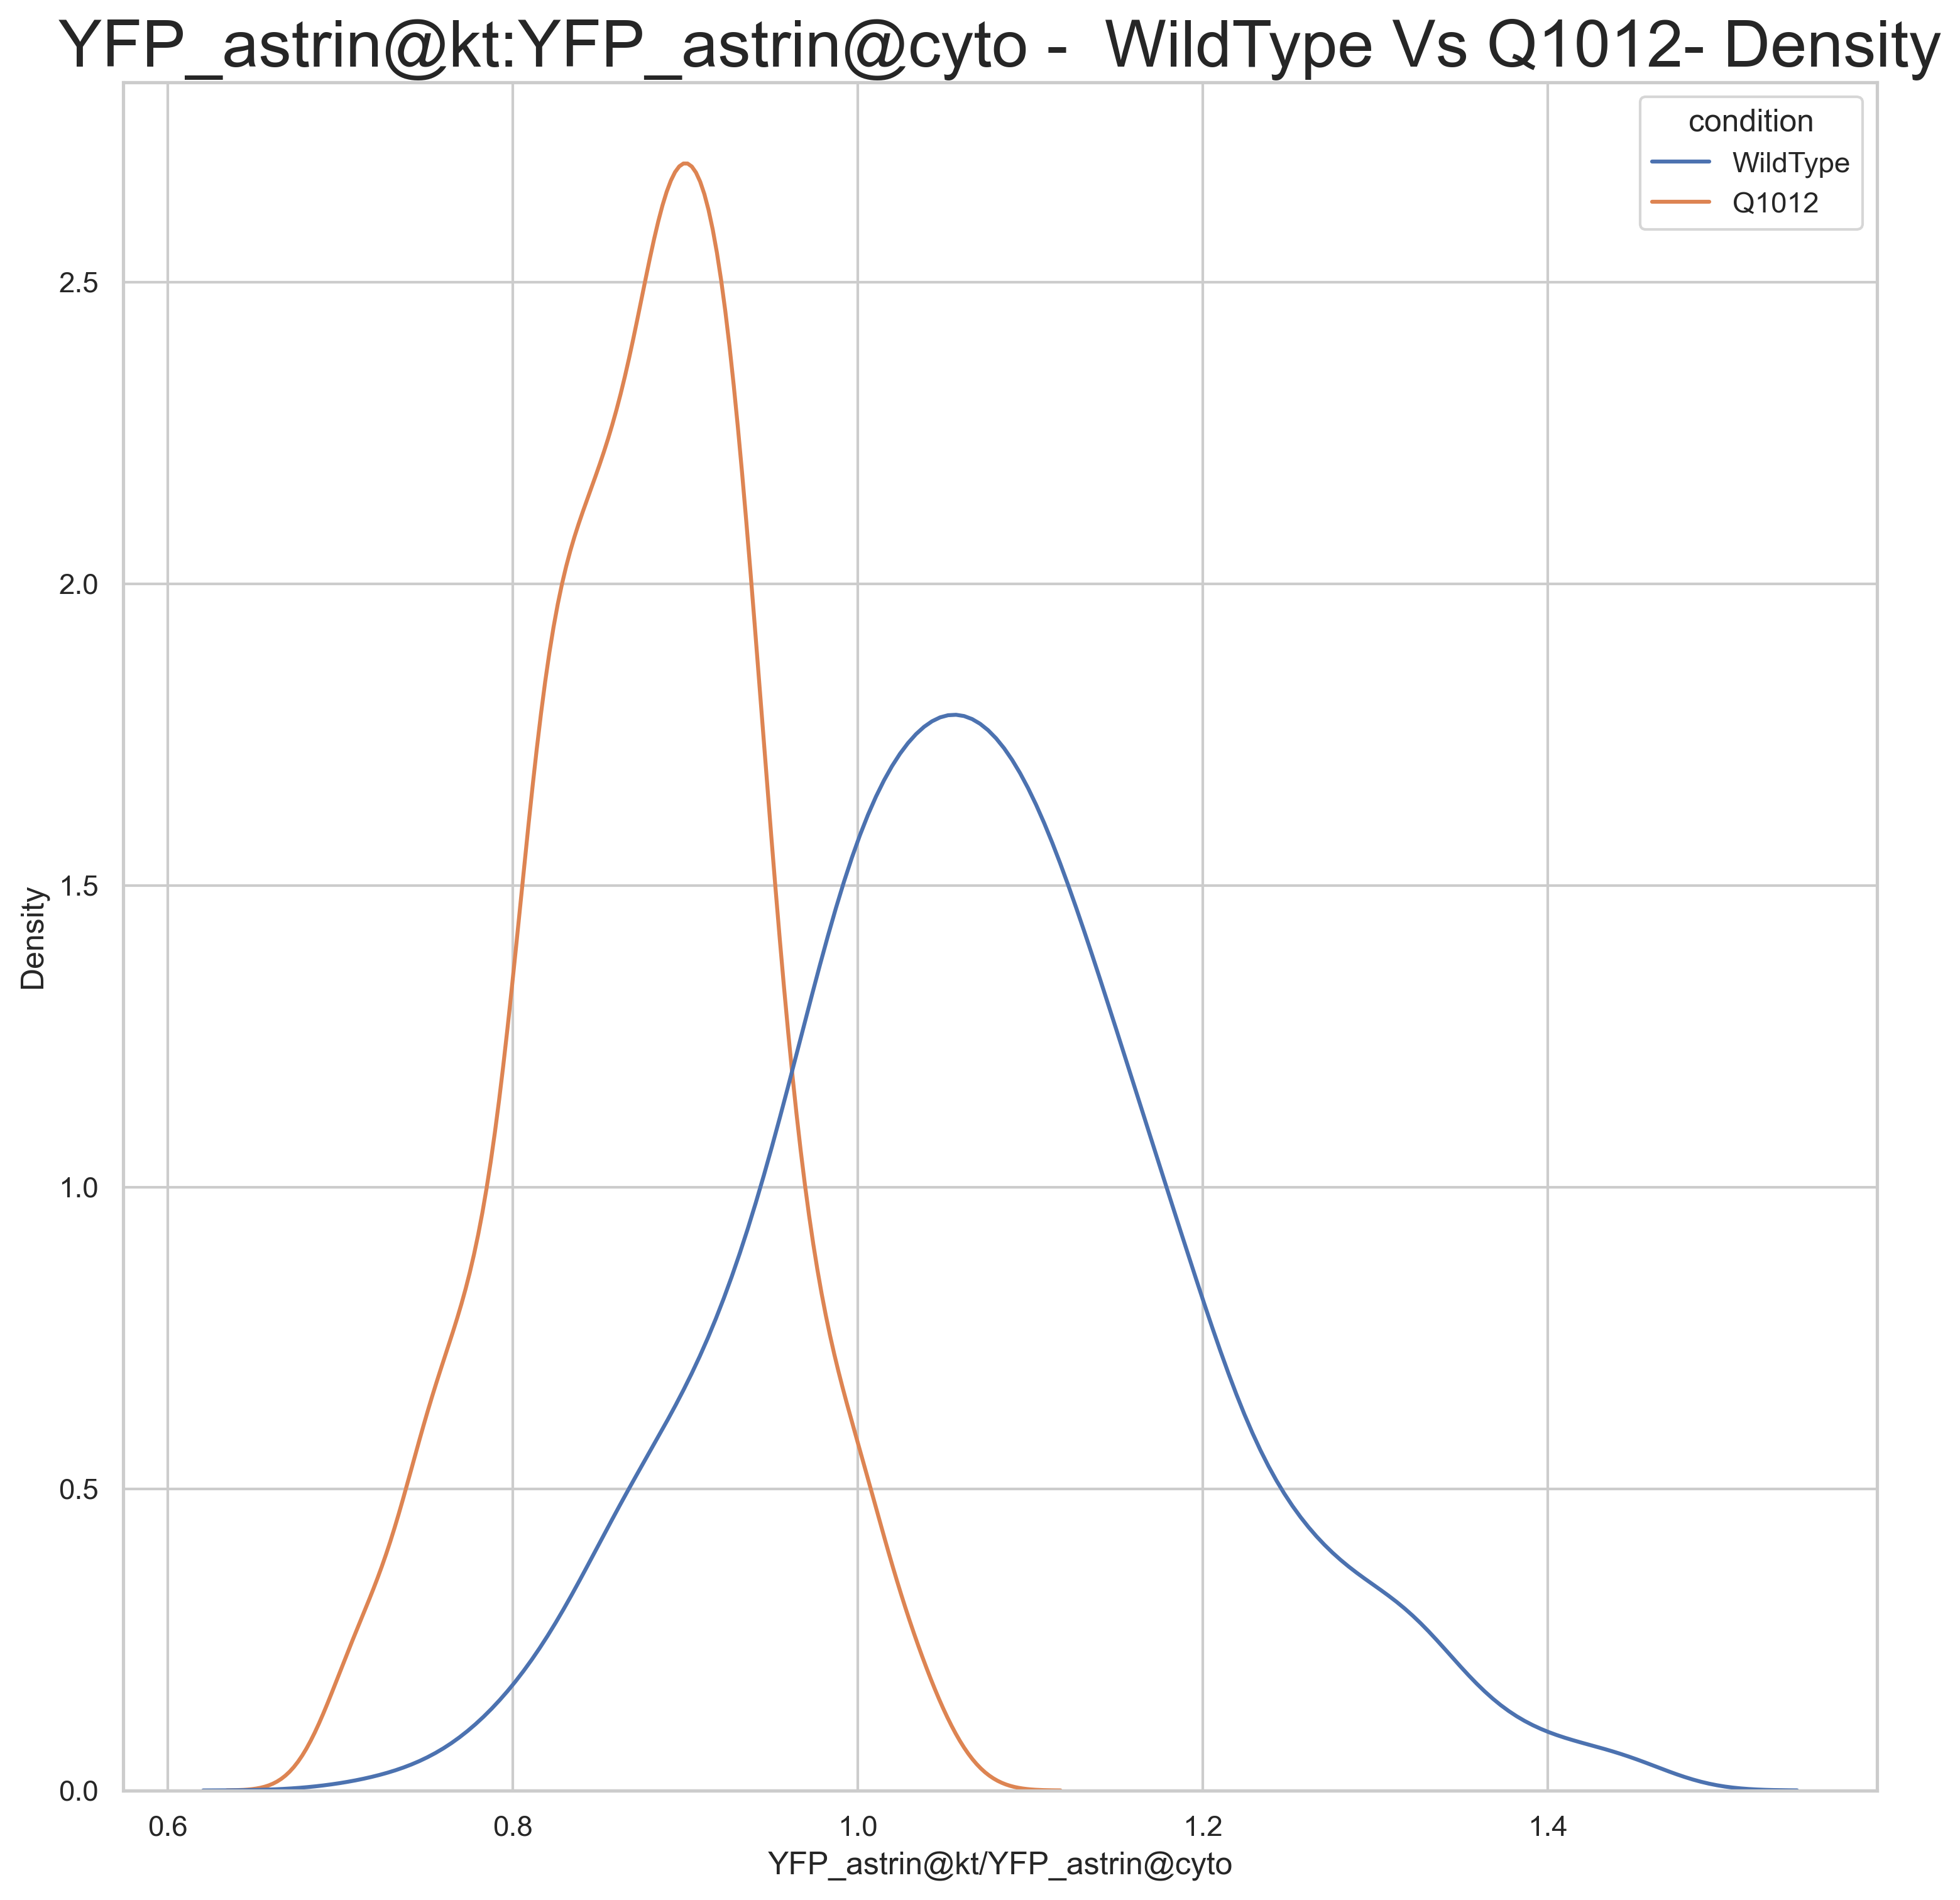 YFP_astrin@kt:YFP_astrin@cyto -  WildType Vs Q1012- Density
condition
WildType
Q1012
2.5
2.0
1.5
1.0
0.5
0.0
Density
0.6 0.8 1.0 1.2 1.4
YFP_astrin@kt/YFP_astrin@cyto